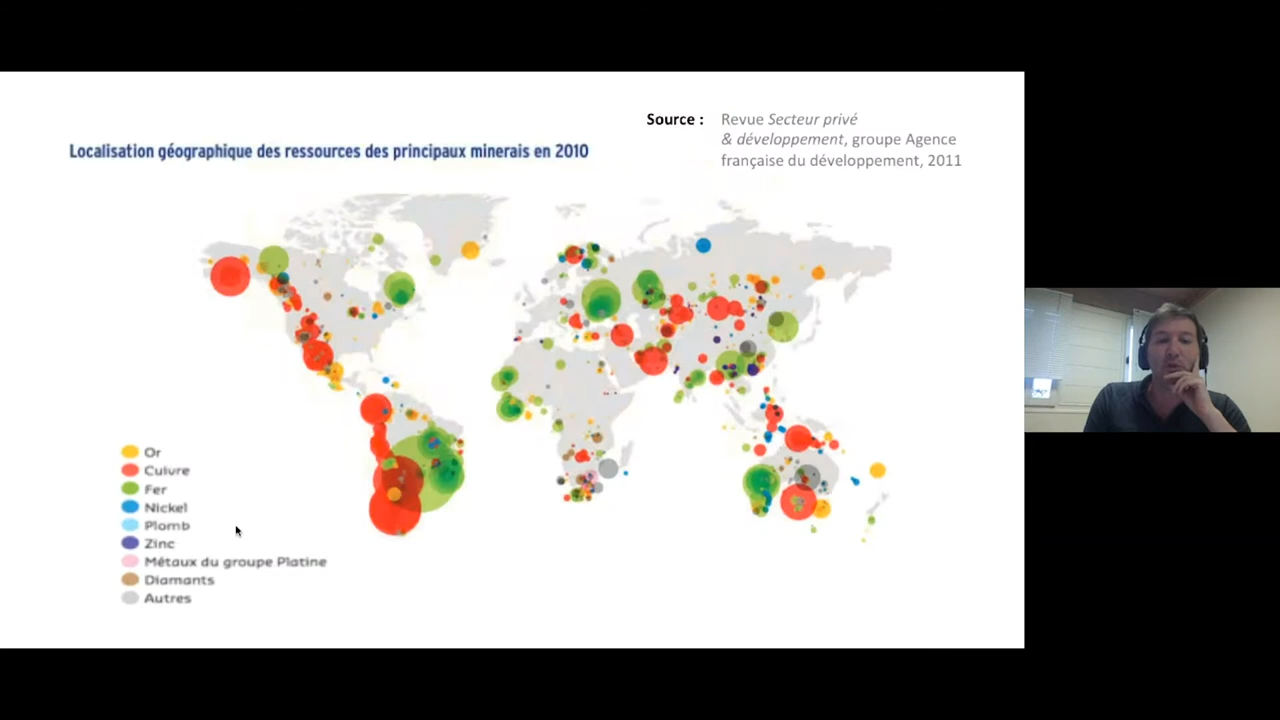 Source : Revue Secteur privé
& développement, groupe Agence
française du développement, 2011
Localisation géographique des ressources des principaux minerais en 2010
Or
Cuivre
Fer
Nickel
Plomb
Zinc
Métaux du groupe Platine
Diamants
Autres